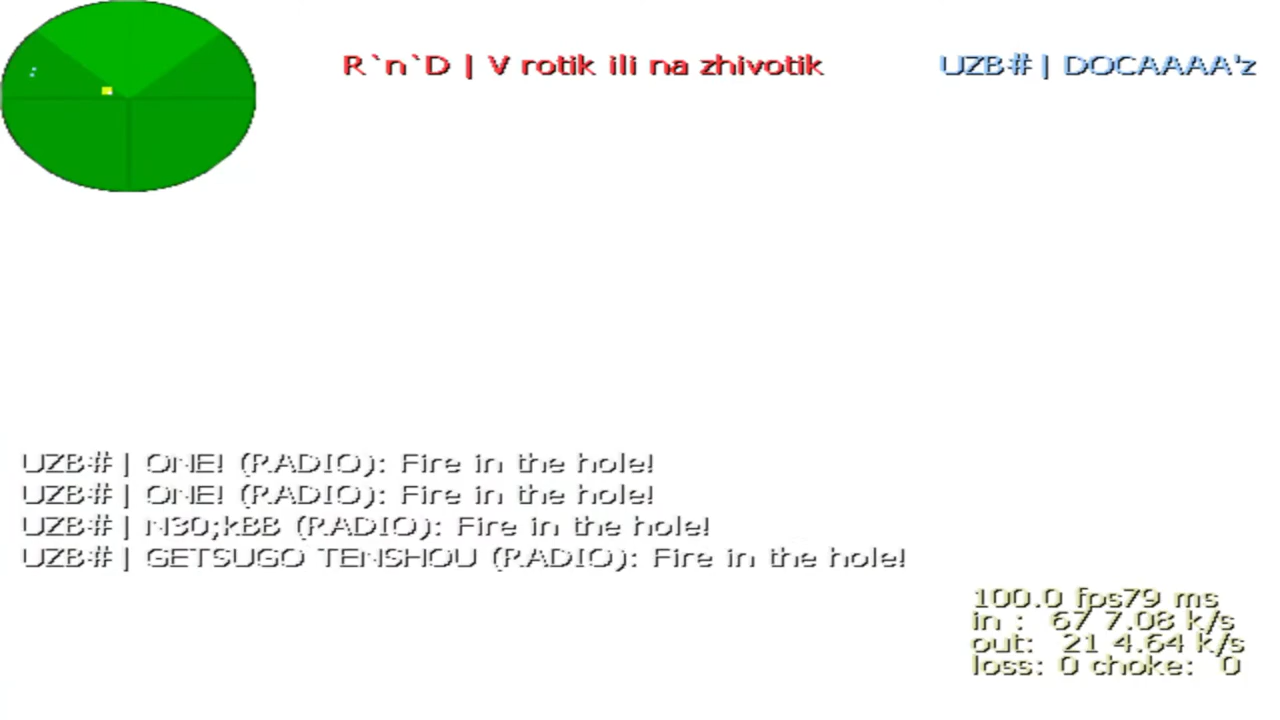 R`n`D | V rotik ili na zhivotik
UZB# | DOCAAAA'z
UZB# | ONE! (RADIO): Fire in the hole!
UZB# | ONE! (RADIO): Fire in the hole!
UZB# | N30;kBB (RADIO): Fire in the hole!
UZB# | GETSUGO TENSHOU (RADIO): Fire in the hole!
100.0 fps79 ms
in : 67 7.08 k/s
out: 21 4.64 k/s
loss: 0 choke: 0